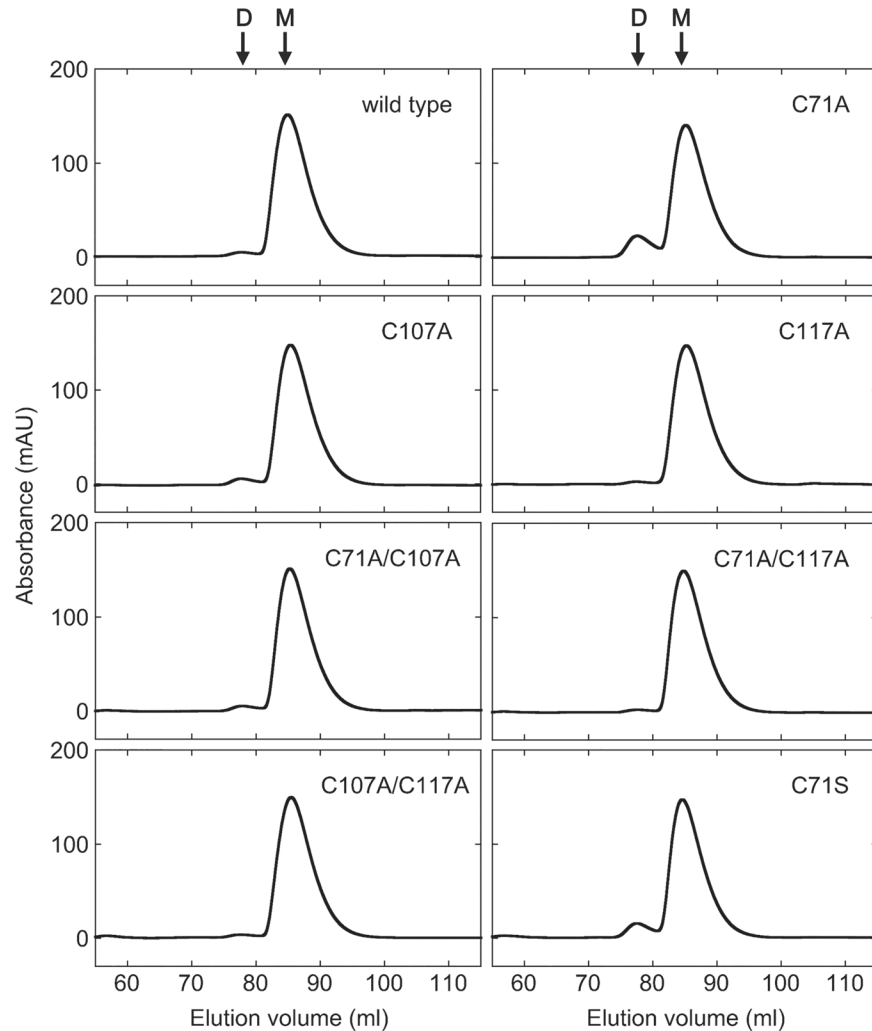 D M D M
200 wild type C71A
100
0
200 C107A C117A
100
0
200 C71A/C107A C71A/C117A
100
0
200 C107A/C117A C71S
100
0
60 70 80 90 100 110 60 70 80 90 100 110
Elution volume (ml) Elution volume (ml)
Absorbance (mAU)